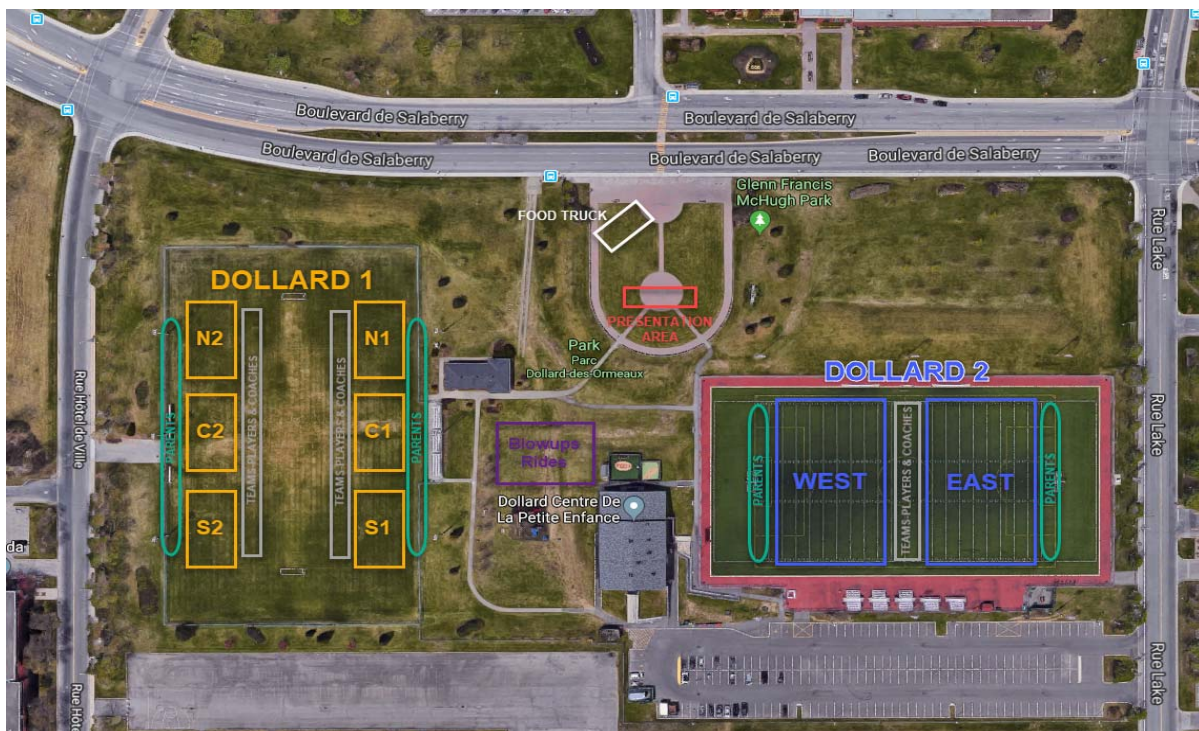 Boulevard de Salaberry
Boulevard de Salaberry
Boulevard de Salaberry
Boulevard de Salaberry
Boulevard de Salaberry
Glenn Francis
McHugh Park
FOOD TRUCK
Rue Lake
DOLLARD 1
PRESENTATION
AREA
N2
N1
Park
Parc
Dollard-des-Ormeaux
DOLLARD 2
Rue Hôtel de Ville
PARENTS
TEAMS-PLAYERS & COACHES
TEAMS-PLAYERS & COACHES
PARENTS
C2
C1
Blowups
Rides
Rue Lake
PARENTS
WEST
TEAMS-PLAYERS & COACHES
EAST
PARENTS
Dollard Centre De
La Petite Enfance
S2
S1
da
Rue Lake
Rue Hôt